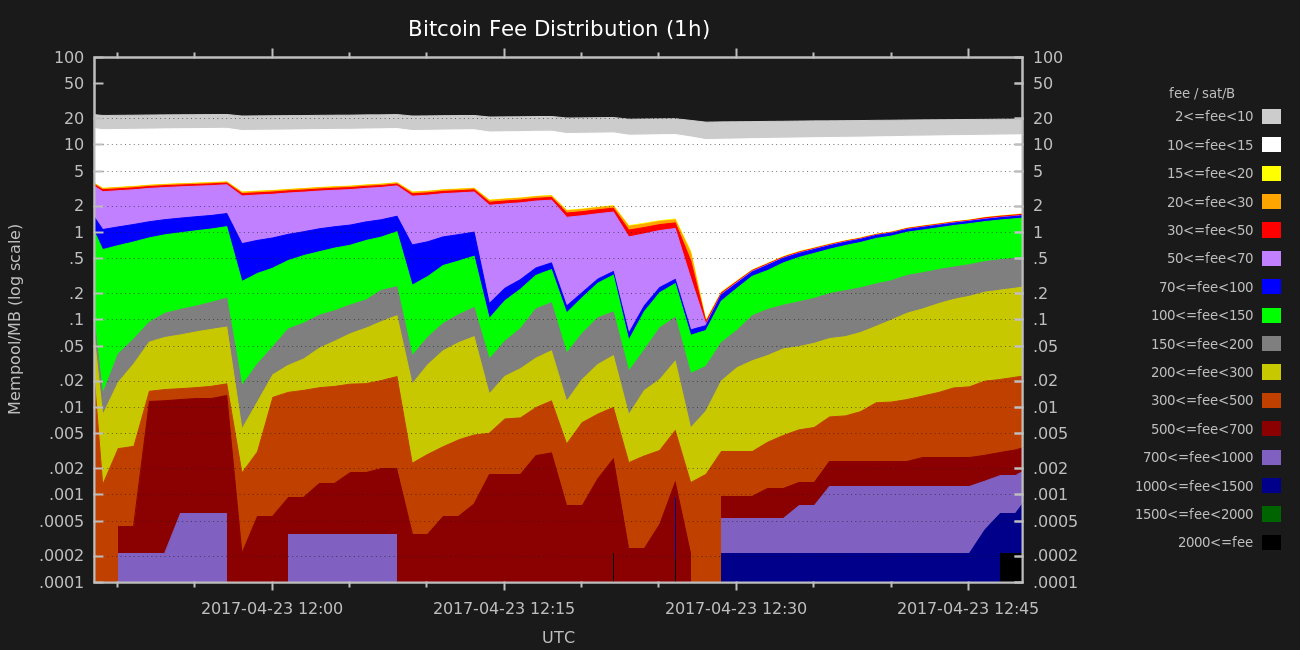 Bitcoin Fee Distribution (1h)
Mempool/MB (log scale)
100
50
20
10
5
2
1
.5
.2
.1
.05
.02
.01
.005
.002
.001
.0005
.0002
.0001
100
50
20
10
5
2
1
.5
.2
.1
.05
.02
.01
.005
.002
.001
.0005
.0002
.0001
2017-04-23 12:00
2017-04-23 12:15
2017-04-23 12:30
2017-04-23 12:45
UTC
fee / sat/B
2<=fee<10
10<=fee<15
15<=fee<20
20<=fee<30
30<=fee<50
50<=fee<70
70<=fee<100
100<=fee<150
150<=fee<200
200<=fee<300
300<=fee<500
500<=fee<700
700<=fee<1000
1000<=fee<1500
1500<=fee<2000
2000<=fee